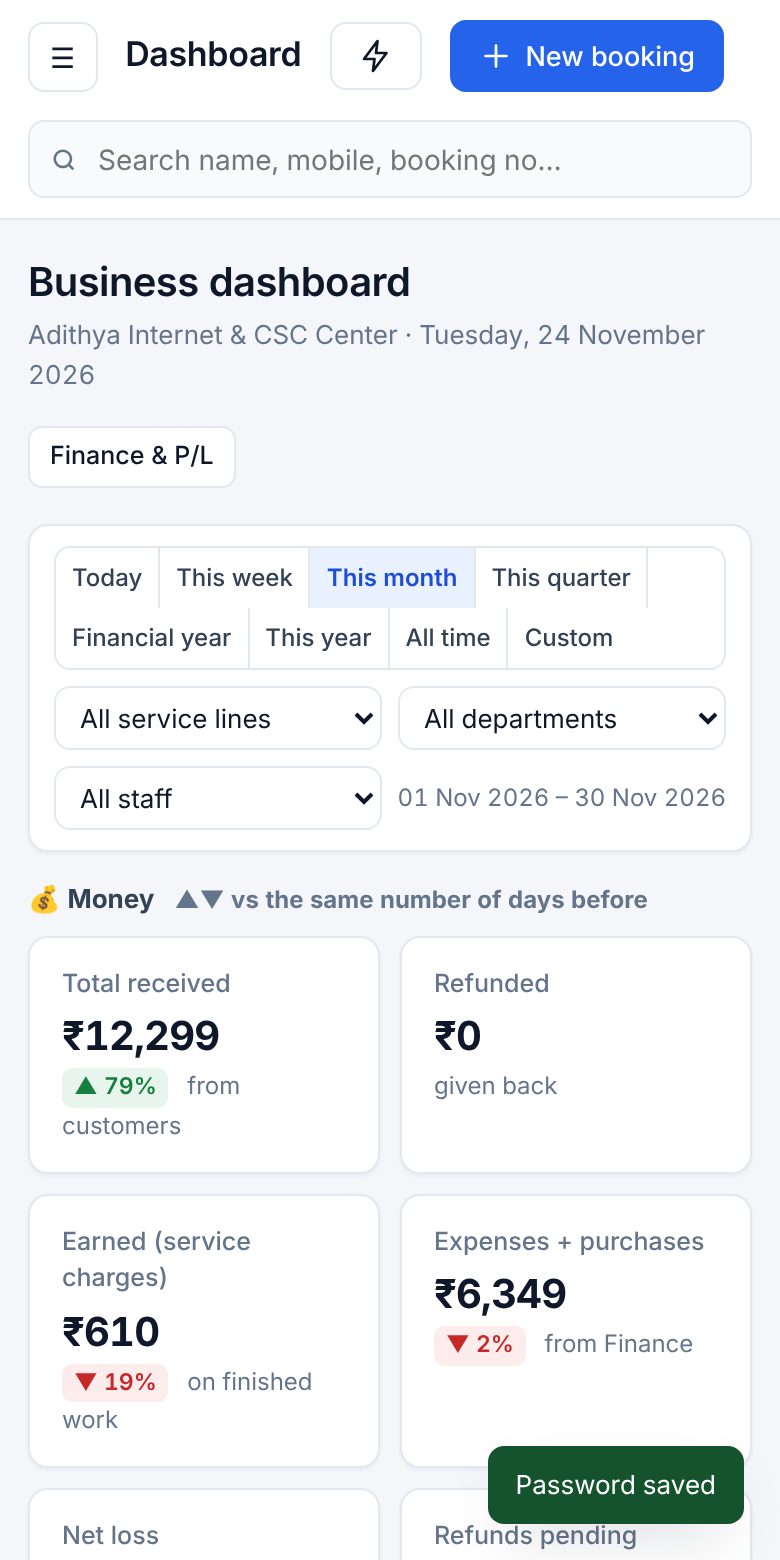 ☰ Dashboard + New booking
Search name, mobile, booking no...
Business dashboard
Adithya Internet & CSC Center · Tuesday, 24 November
2026
Finance & P/L
Today This week This month This quarter
Financial year This year All time Custom
All service lines All departments
All staff 01 Nov 2026 – 30 Nov 2026
💰 Money ▲▼ vs the same number of days before
Total received
₹12,299
▲ 79% from
customers
Refunded
₹0
given back
Earned (service
charges)
₹610
▼ 19% on finished
work
Expenses + purchases
₹6,349
▼ 2% from Finance
Password saved
Net loss
Refunds pending